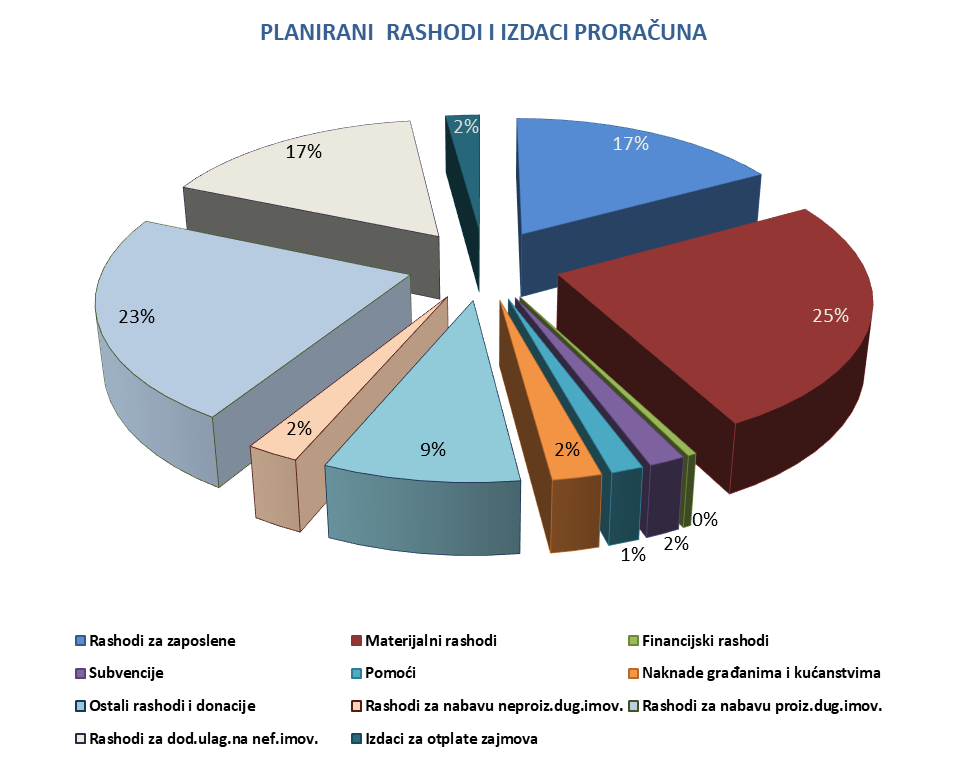 PLANIRANI RASHODI I IZDACI PRORAČUNA
2%
17%
17%
25%
23%
2%
9%
2%
0%
2%
1%
Rashodi za zaposlene
Materijalni rashodi
Financijski rashodi
Subvencije
Pomoći
Naknade građanima i kućanstvima
Ostali rashodi i donacije
Rashodi za nabavu neproiz.dug.imov.
Rashodi za nabavu proiz.dug.imov.
Rashodi za dod.ulag.na nef.imov.
Izdaci za otplate zajmova